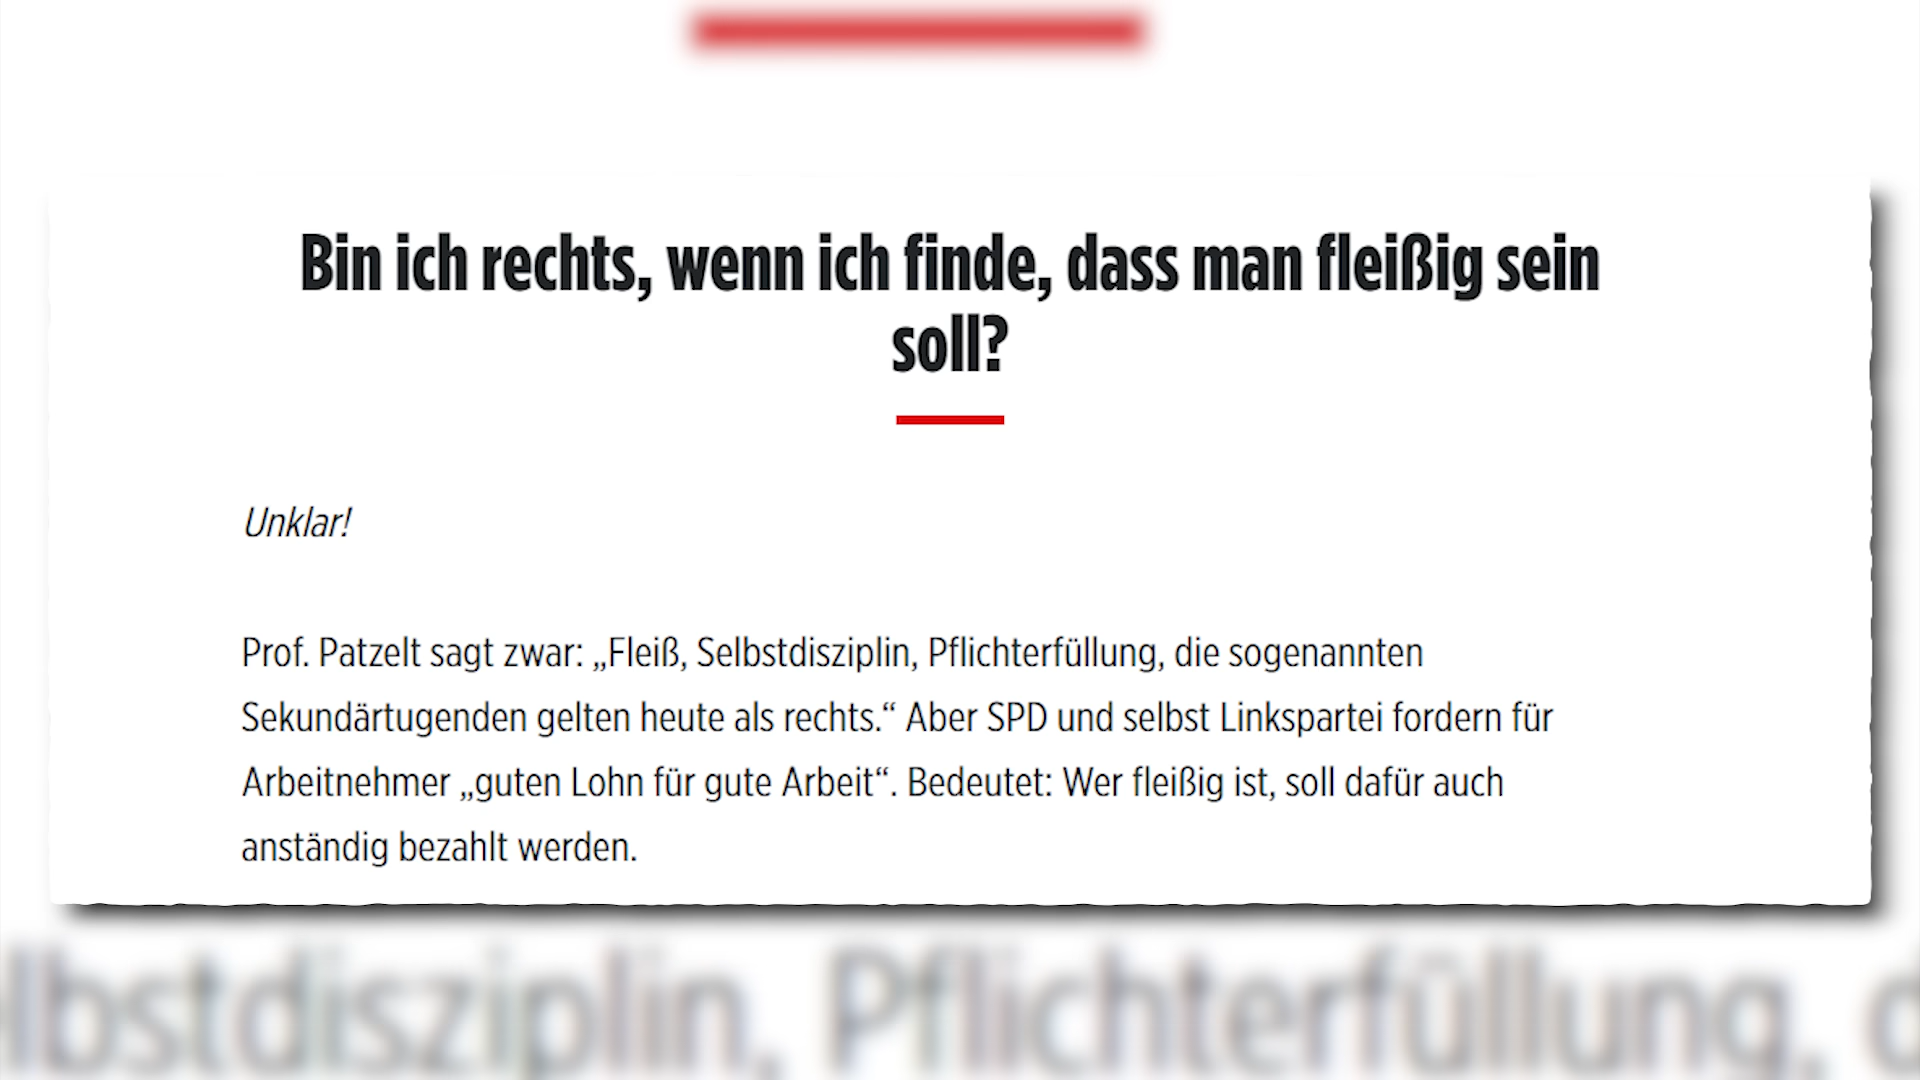 Bin ich rechts, wenn ich finde, dass man fleißig sein
soll?
Unklar!
Prof. Patzelt sagt zwar: „Fleiß, Selbstdisziplin, Pflichterfüllung, die sogenannten
Sekundärtugenden gelten heute als rechts.“ Aber SPD und selbst Linkspartei fordern für
Arbeitnehmer „guten Lohn für gute Arbeit“. Bedeutet: Wer fleißig ist, soll dafür auch
anständig bezahlt werden.
lbstdisziplin, Pflichterfüllung, d